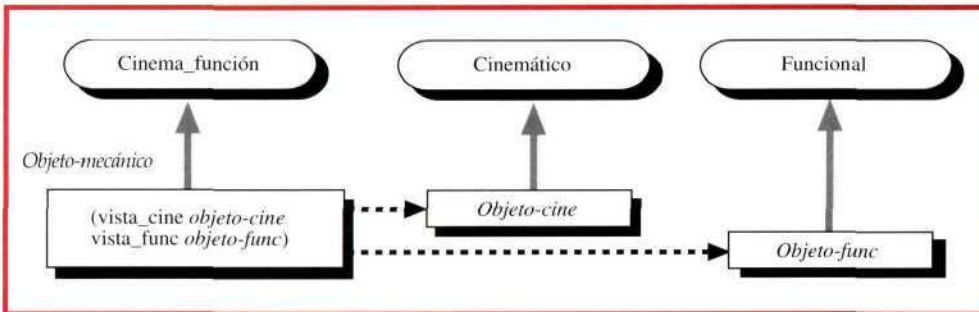 Cinema_función
Cinemático
Funcional
Objeto-mecánico
(vista_cine objeto-cine
vista_func objeto-func)
Objeto-cine
Objeto-func